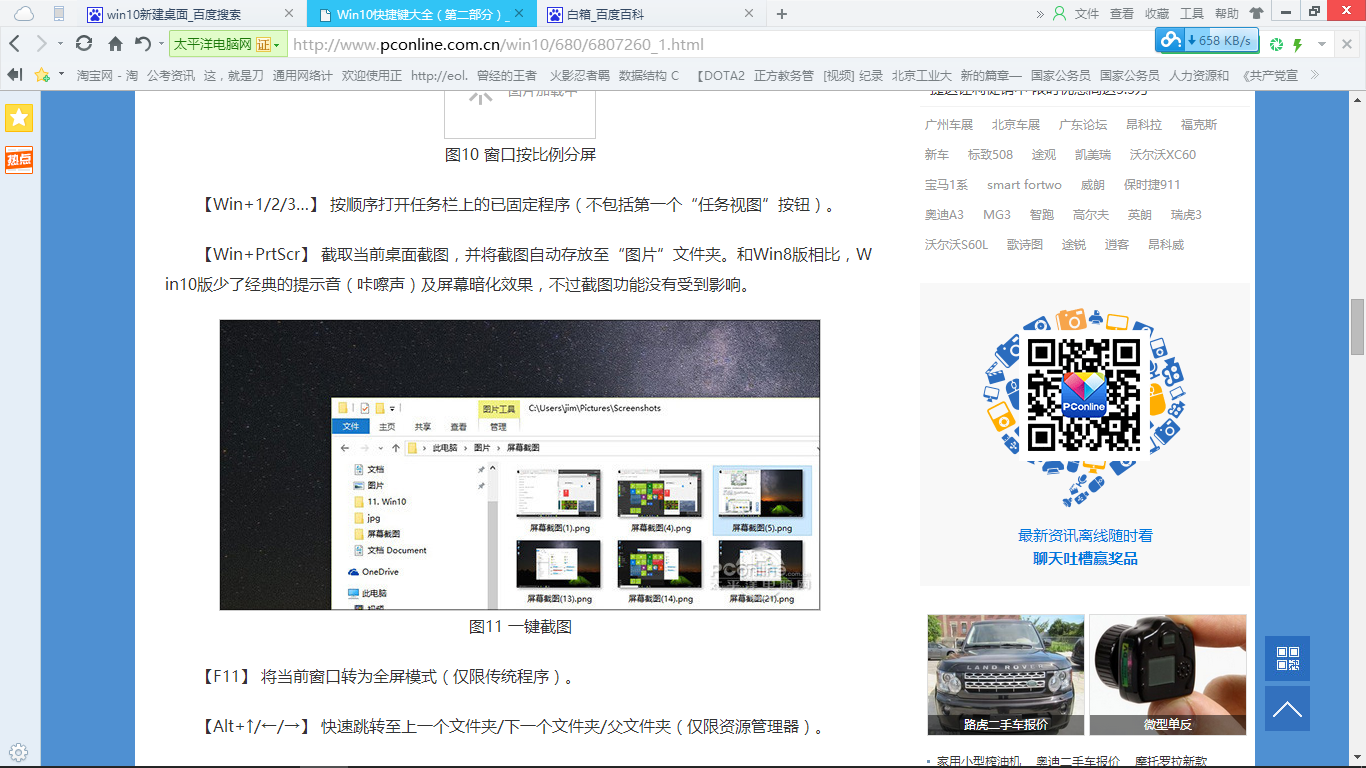 win10新建桌面_百度搜索
Win10快捷键大全（第二部分）_
白箱_百度百科
文件 查看 收藏 工具 帮助
太平洋电脑网 证
http://www.pconline.com.cn/win10/680/6807260_1.html
658 KB/s
淘宝网 - 淘 公考资讯 这，就是刀 通用网络计 欢迎使用正 http://eol. 曾经的王者 火影忍者羁 数据结构 C 【DOTA2 正方教务管 [视频] 纪录 北京工业大 新的篇章— 国家公务员 国家公务员 人力资源和 《共产党宣
热点
图片加载中
图10 窗口按比例分屏
【Win+1/2/3…】 按顺序打开任务栏上的已固定程序（不包括第一个“任务视图”按钮）。
【Win+PrtScr】 截取当前桌面截图，并将截图自动存放至“图片”文件夹。和Win8版相比，W
in10版少了经典的提示音（咔嚓声）及屏幕暗化效果，不过截图功能没有受到影响。
图片工具 C:\Users\jim\Pictures\Screenshots
文件 主页 共享 查看 管理
此电脑 图片 屏幕截图
文档
图片
11. Win10
jpg
屏幕截图
文档 Document
OneDrive
此电脑
视频
屏幕截图(1).png 屏幕截图(4).png 屏幕截图(5).png
屏幕截图(13).png 屏幕截图(14).png 屏幕截图(21).png
PConline.com.cn
太平洋电脑网
图11 一键截图
【F11】 将当前窗口转为全屏模式（仅限传统程序）。
【Alt+↑/←/→】 快速跳转至上一个文件夹/下一个文件夹/父文件夹（仅限资源管理器）。
广州车展 北京车展 广东论坛 昂科拉 福克斯
新车 标致508 途观 凯美瑞 沃尔沃XC60
宝马1系 smart fortwo 威朗 保时捷911
奥迪A3 MG3 智跑 高尔夫 英朗 瑞虎3
沃尔沃S60L 歌诗图 途锐 逍客 昂科威
PConline
最新资讯离线随时看
聊天吐槽赢奖品
LAND ROVER
路虎二手车报价
微型单反
家用小型榨油机 奥迪二手车报价 摩托罗拉新款